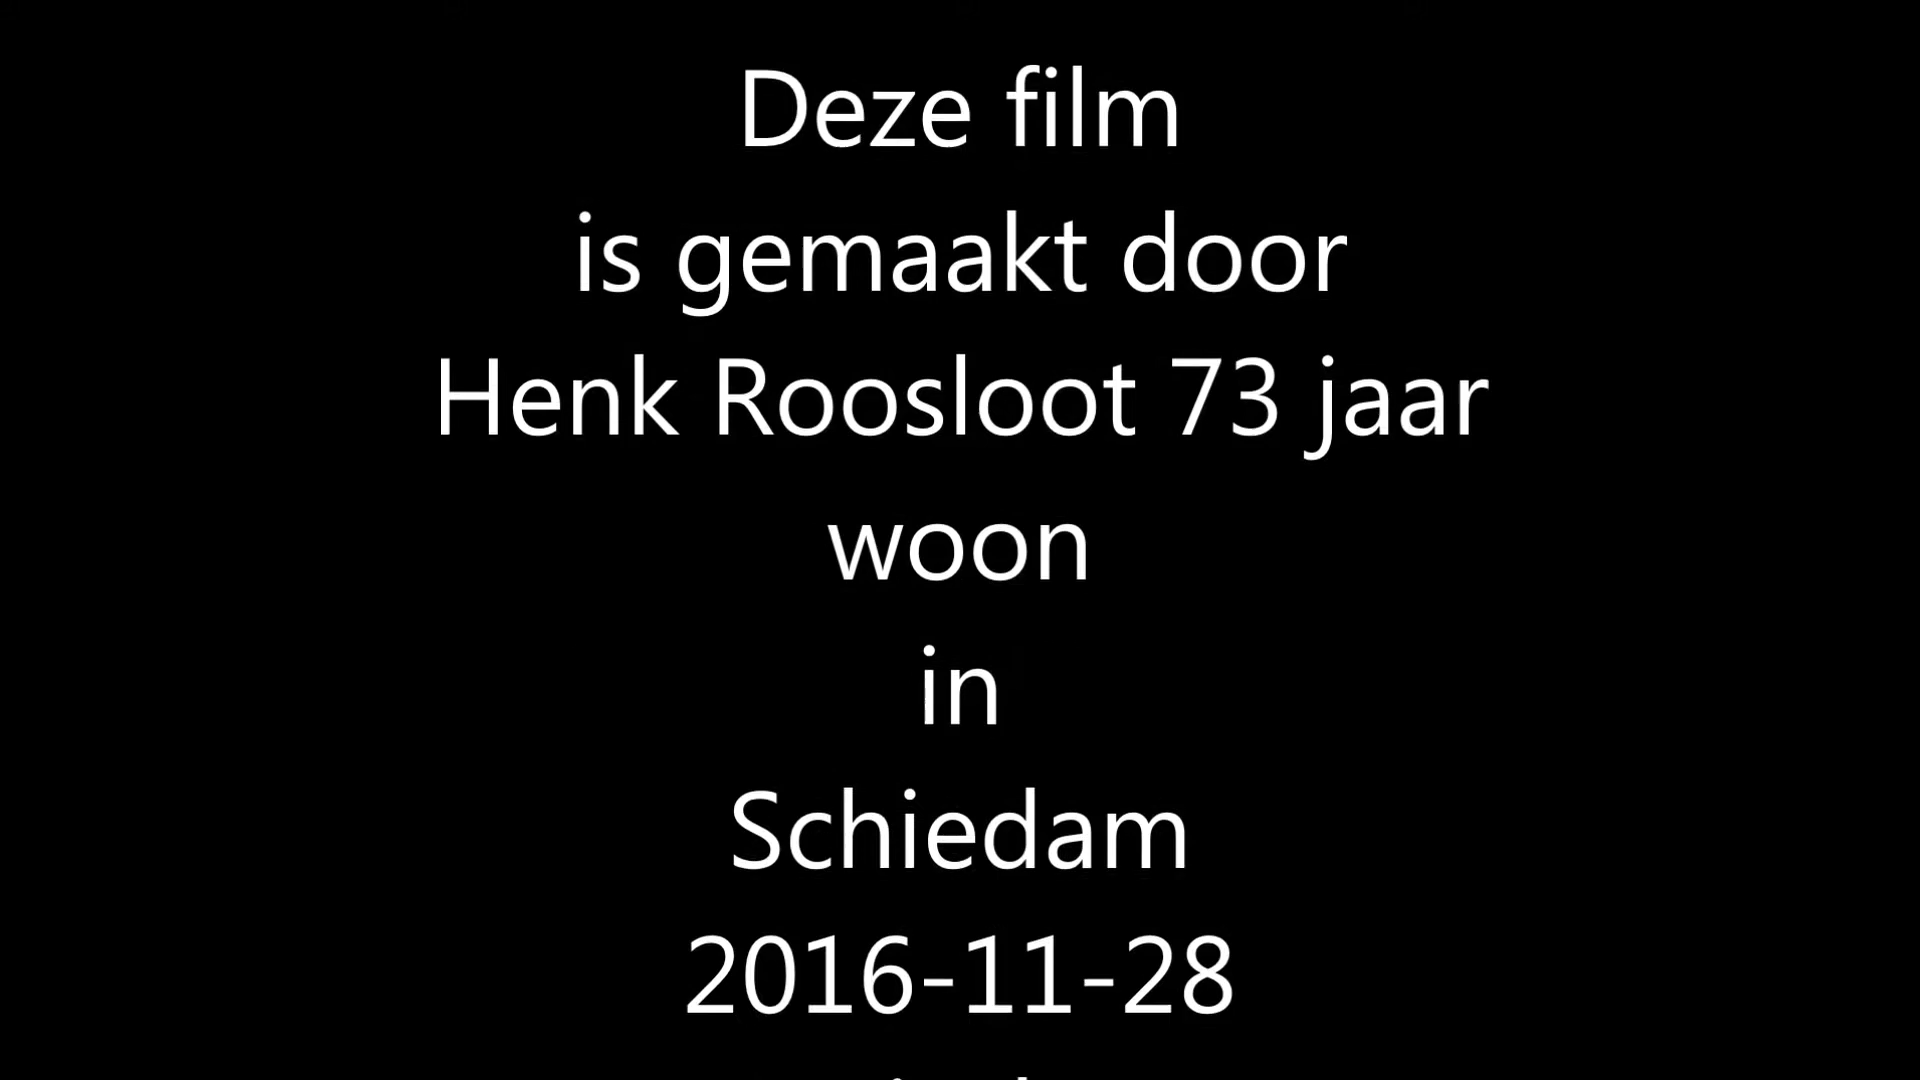 Deze film
is gemaakt door
Henk Roosloot 73 jaar
woon
in
Schiedam
2016-11-28